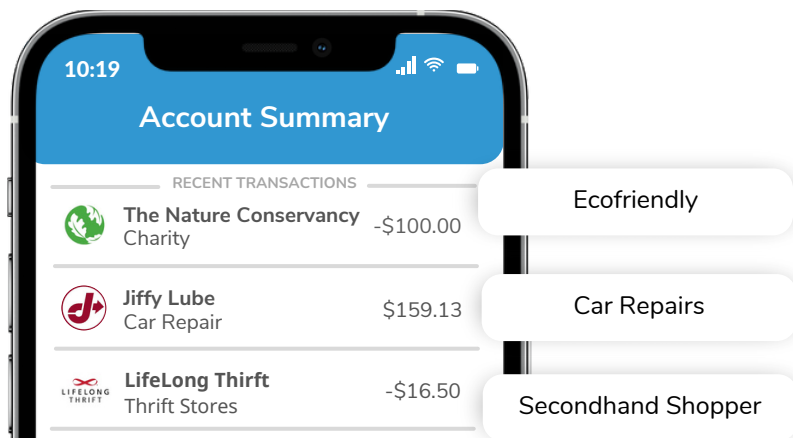 10:19
Account Summary
RECENT TRANSACTIONS
The Nature Conservancy -$100.00 Ecofriendly
Charity
Jiffy Lube $159.13 Car Repairs
Car Repair
LIFELONG THRIFT
LifeLong Thirft -$16.50 Secondhand Shopper
Thrift Stores